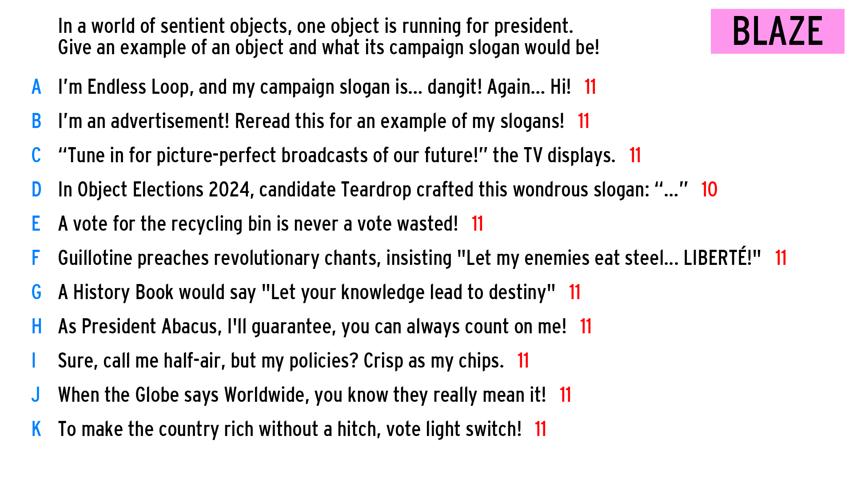 In a world of sentient objects, one object is running for president.
Give an example of an object and what its campaign slogan would be!
BLAZE
A I'm Endless Loop, and my campaign slogan is... dangit! Again... Hi! 11
B I'm an advertisement! Reread this for an example of my slogans! 11
C “Tune in for picture-perfect broadcasts of our future!” the TV displays. 11
D In Object Elections 2024, candidate Teardrop crafted this wondrous slogan: “...” 10
E A vote for the recycling bin is never a vote wasted! 11
F Guillotine preaches revolutionary chants, insisting "Let my enemies eat steel... LIBERTÉ!" 11
G A History Book would say "Let your knowledge lead to destiny" 11
H As President Abacus, I'll guarantee, you can always count on me! 11
I Sure, call me half-air, but my policies? Crisp as my chips. 11
J When the Globe says Worldwide, you know they really mean it! 11
K To make the country rich without a hitch, vote light switch! 11